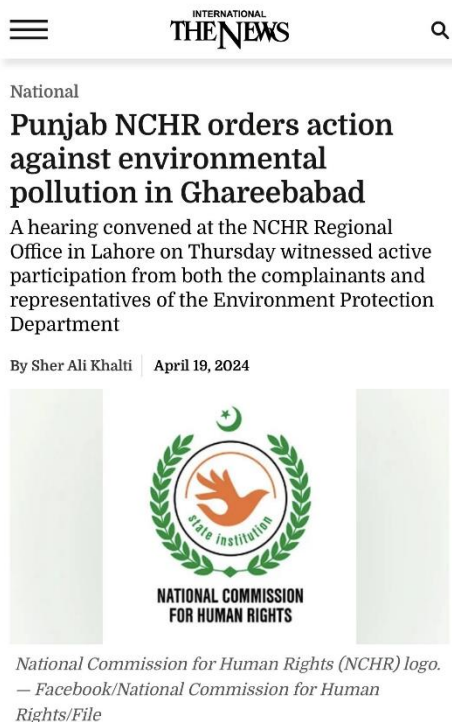 INTERNATIONAL
THE NEWS
National
Punjab NCHR orders action
against environmental
pollution in Ghareebabad
A hearing convened at the NCHR Regional
Office in Lahore on Thursday witnessed active
participation from both the complainants and
representatives of the Environment Protection
Department
By Sher Ali Khalti April 19, 2024
state institution
NATIONAL COMMISSION
FOR HUMAN RIGHTS
National Commission for Human Rights (NCHR) logo.
— Facebook/National Commission for Human
Rights/File